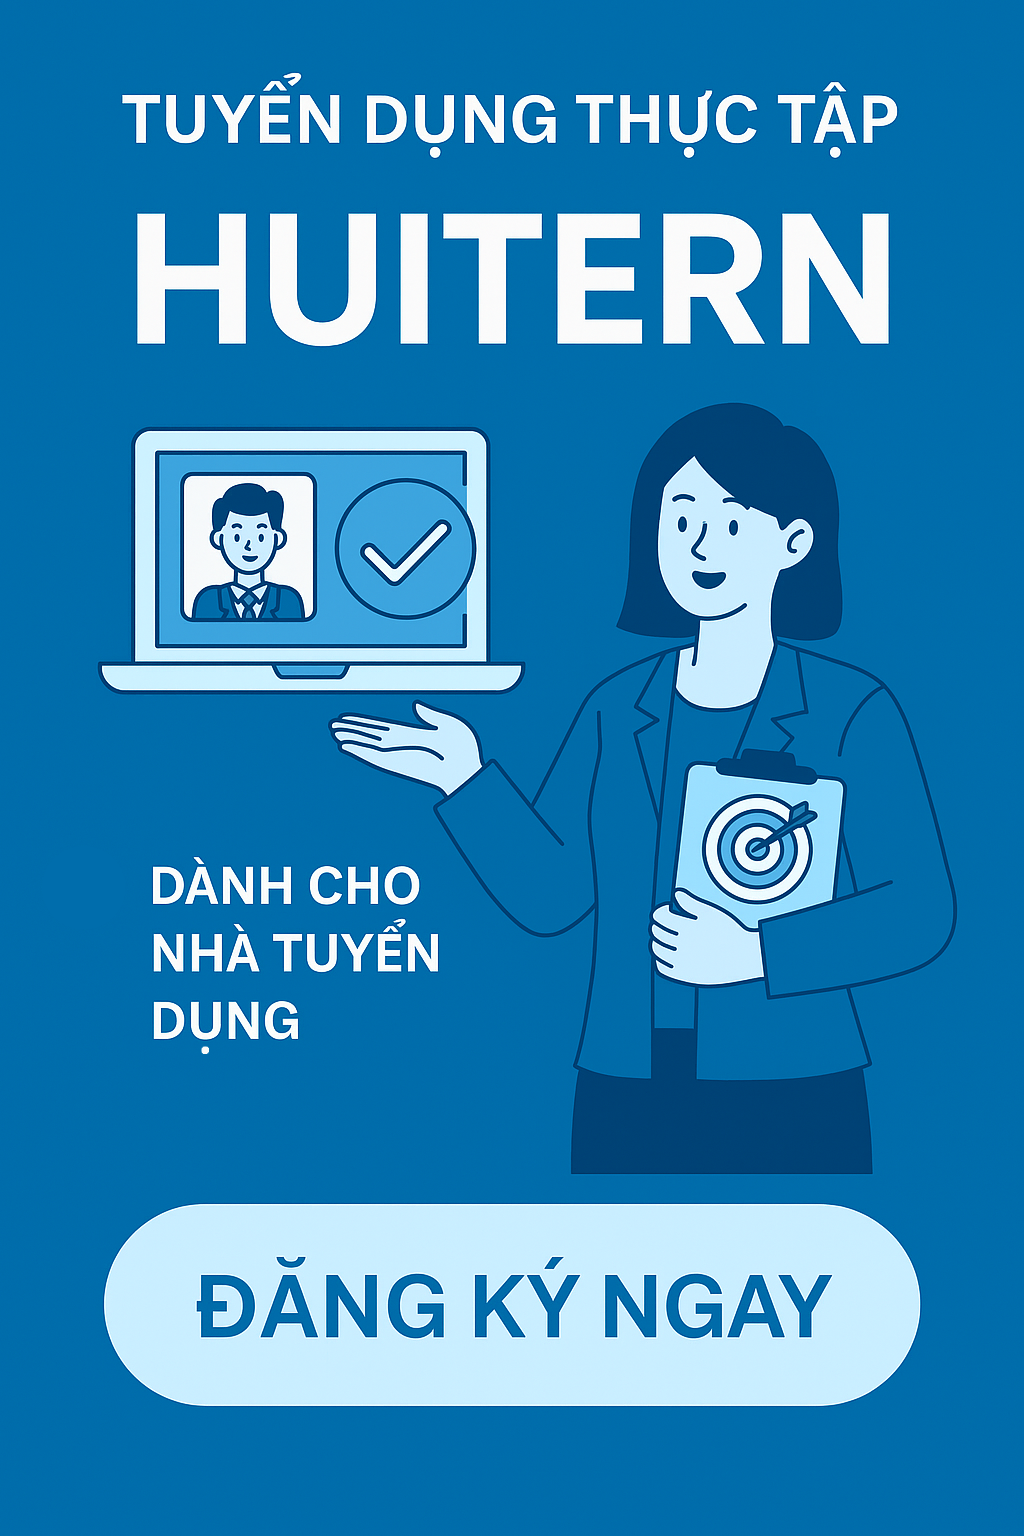 TUYỂN DỤNG THỰC TẬP
HUITERN
DÀNH CHO
NHÀ TUYỂN
DỤNG
ĐĂNG KÝ NGAY